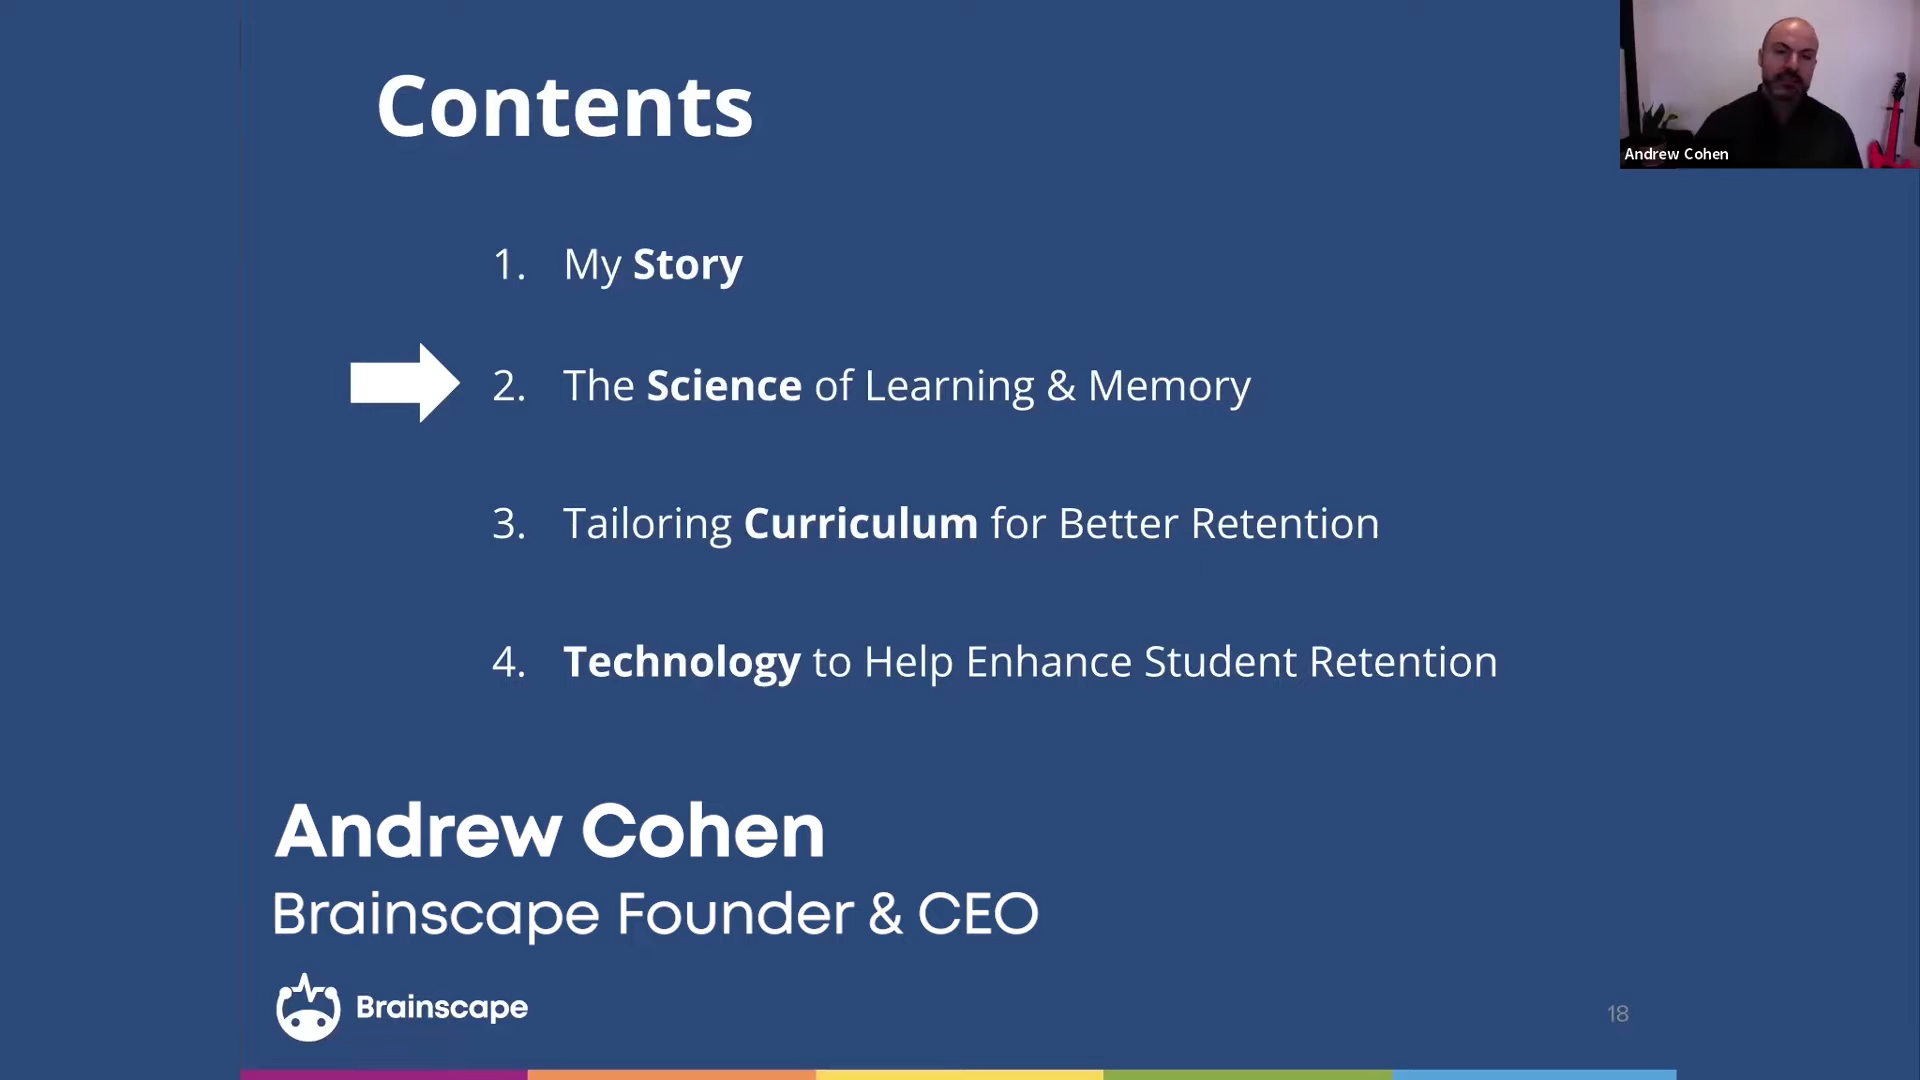 Contents
Andrew Cohen
1. My Story
2. The Science of Learning & Memory
3. Tailoring Curriculum for Better Retention
4. Technology to Help Enhance Student Retention
Andrew Cohen
Brainscape Founder & CEO
Brainscape
18